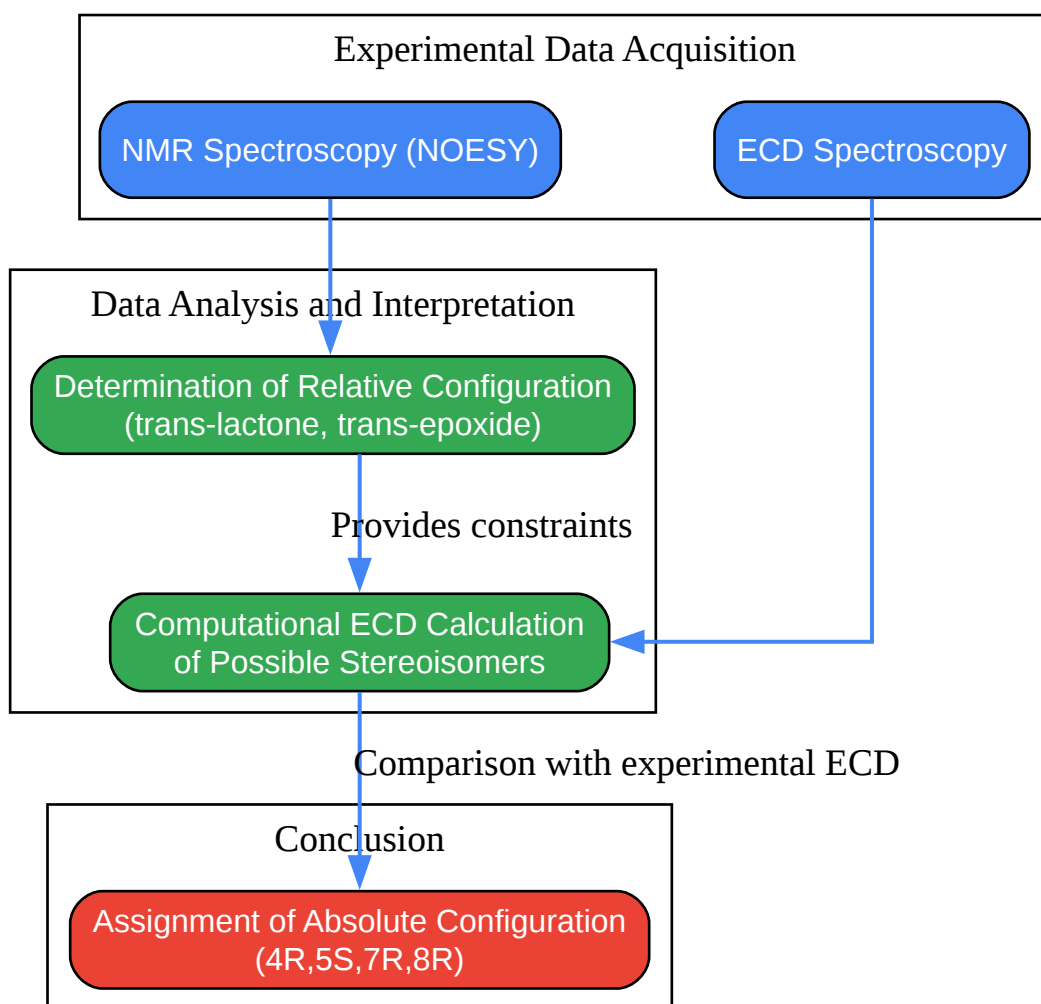 Experimental Data Acquisition
NMR Spectroscopy (NOESY)
ECD Spectroscopy
Data Analysis and Interpretation
Determination of Relative Configuration
(trans-lactone, trans-epoxide)
Provides constraints
Computational ECD Calculation
of Possible Stereoisomers
Comparison with experimental ECD
Conclusion
Assignment of Absolute Configuration
(4R,5S,7R,8R)